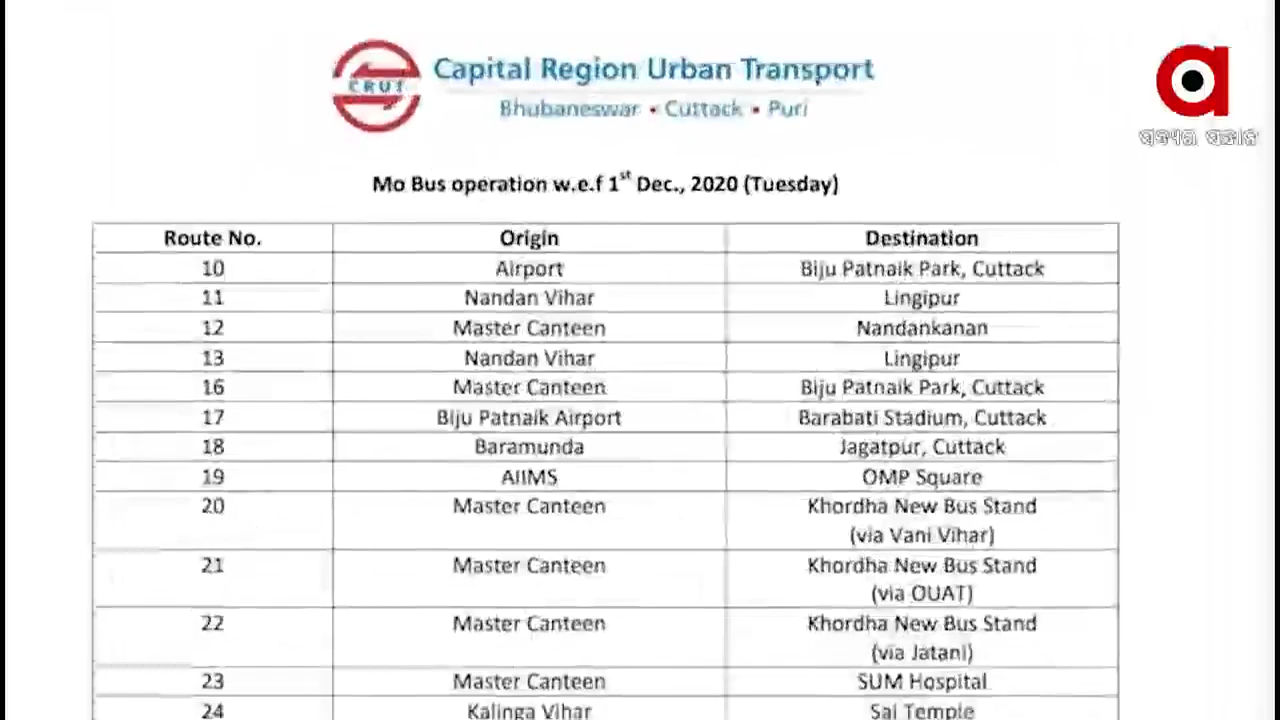 CRUT
Capital Region Urban Transport
Bhubaneswar • Cuttack • Puri
ସତ୍ୟର ସନ୍ଧାନ
Mo Bus operation w.e.f 1st Dec., 2020 (Tuesday)
Route No. Origin Destination
10 Airport Biju Patnaik Park, Cuttack
11 Nandan Vihar Lingipur
12 Master Canteen Nandankanan
13 Nandan Vihar Lingipur
16 Master Canteen Biju Patnaik Park, Cuttack
17 Biju Patnaik Airport Barabati Stadium, Cuttack
18 Baramunda Jagatpur, Cuttack
19 AIIMS OMP Square
20 Master Canteen Khordha New Bus Stand
(via Vani Vihar)
21 Master Canteen Khordha New Bus Stand
(via OUAT)
22 Master Canteen Khordha New Bus Stand
(via Jatani)
23 Master Canteen SUM Hospital
24 Kalinga Vihar Sai Temple